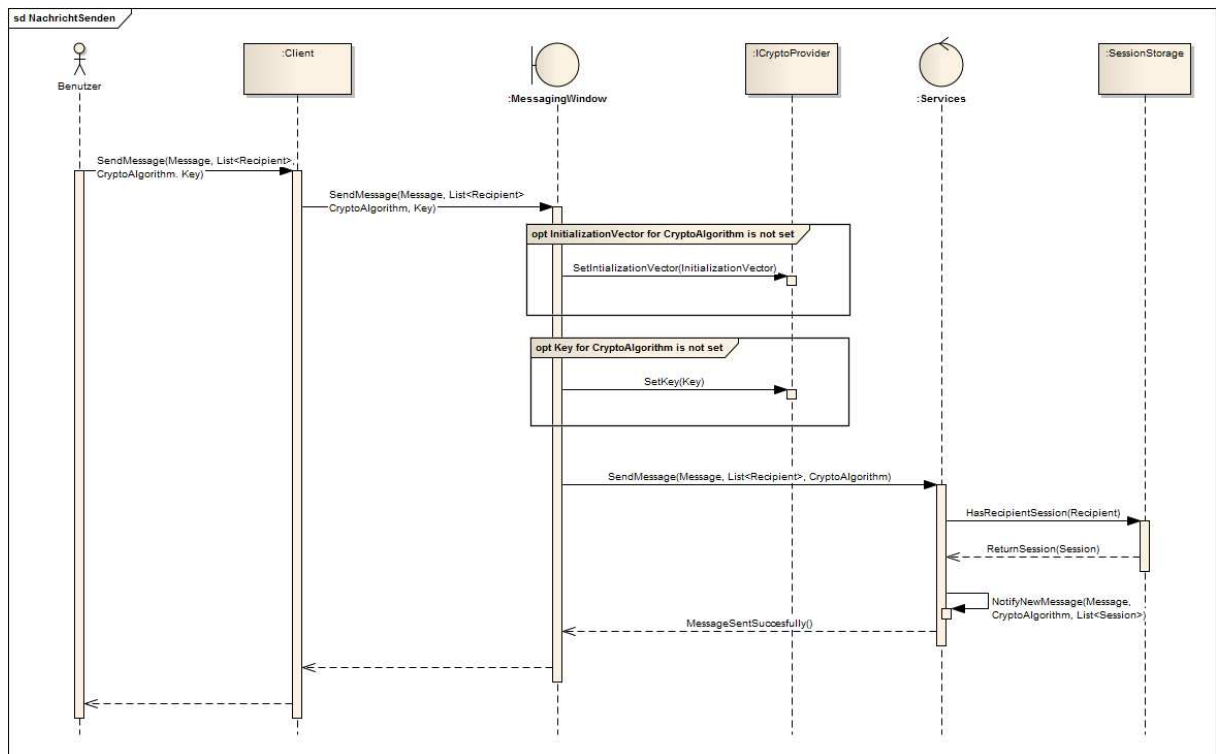 sd NachrichtSenden
Benutzer
:Client
:MessagingWindow
:ICryptoProvider
:Services
:SessionStorage
SendMessage(Message, List<Recipient>,
CryptoAlgorithm. Key)
SendMessage(Message, List<Recipient>
CryptoAlgorithm, Key)
opt InitializationVector for CryptoAlgorithm is not set
SetIntializationVector(InitializationVector)
opt Key for CryptoAlgorithm is not set
SetKey(Key)
SendMessage(Message, List<Recipient>, CryptoAlgorithm)
HasRecipientSession(Recipient)
ReturnSession(Session)
NotifyNewMessage(Message,
CryptoAlgorithm, List<Session>)
MessageSentSuccesfully()